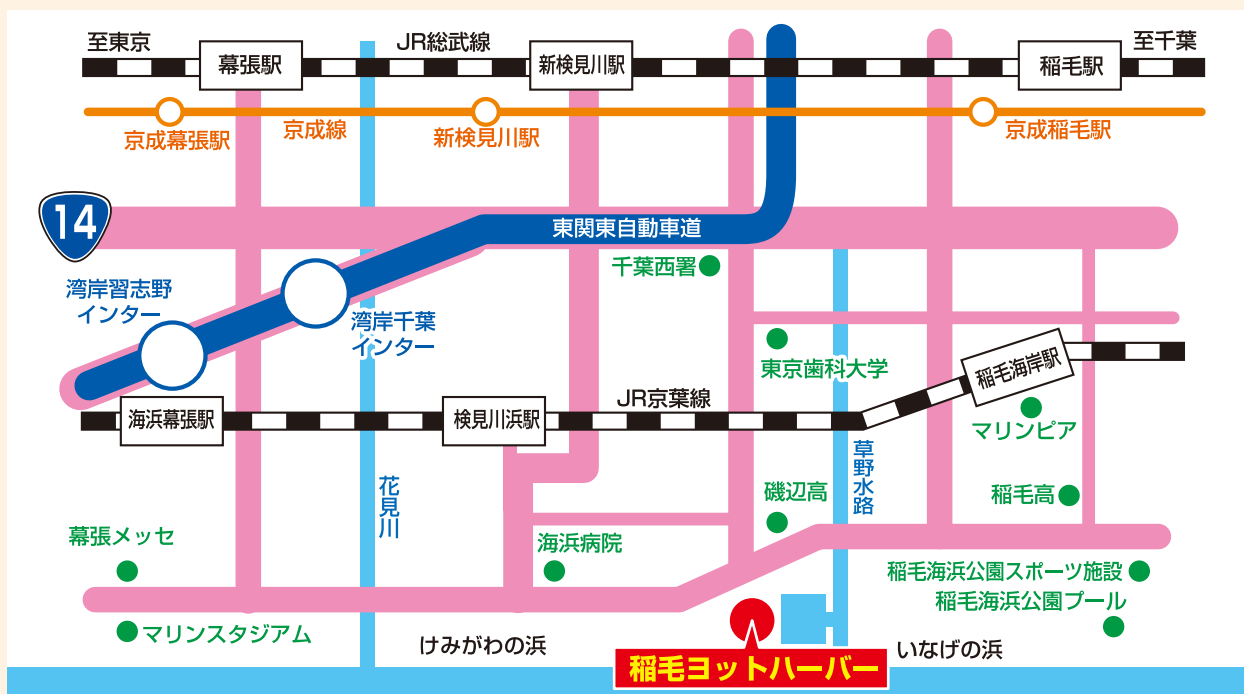 至東京
JR総武線
至千葉
幕張駅
新検見川駅
稲毛駅
京成幕張駅
京成線
新検見川駅
京成稲毛駅
14
東関東自動車道
千葉西署
湾岸習志野
インター
湾岸千葉
インター
東京歯科大学
稲毛海岸駅
JR京葉線
海浜幕張駅
検見川浜駅
マリンピア
草野水路
花見川
磯辺高
稲毛高
幕張メッセ
海浜病院
稲毛海浜公園スポーツ施設
稲毛海浜公園プール
マリンスタジアム
けみがわの浜
いなげの浜
稲毛ヨットハーバー